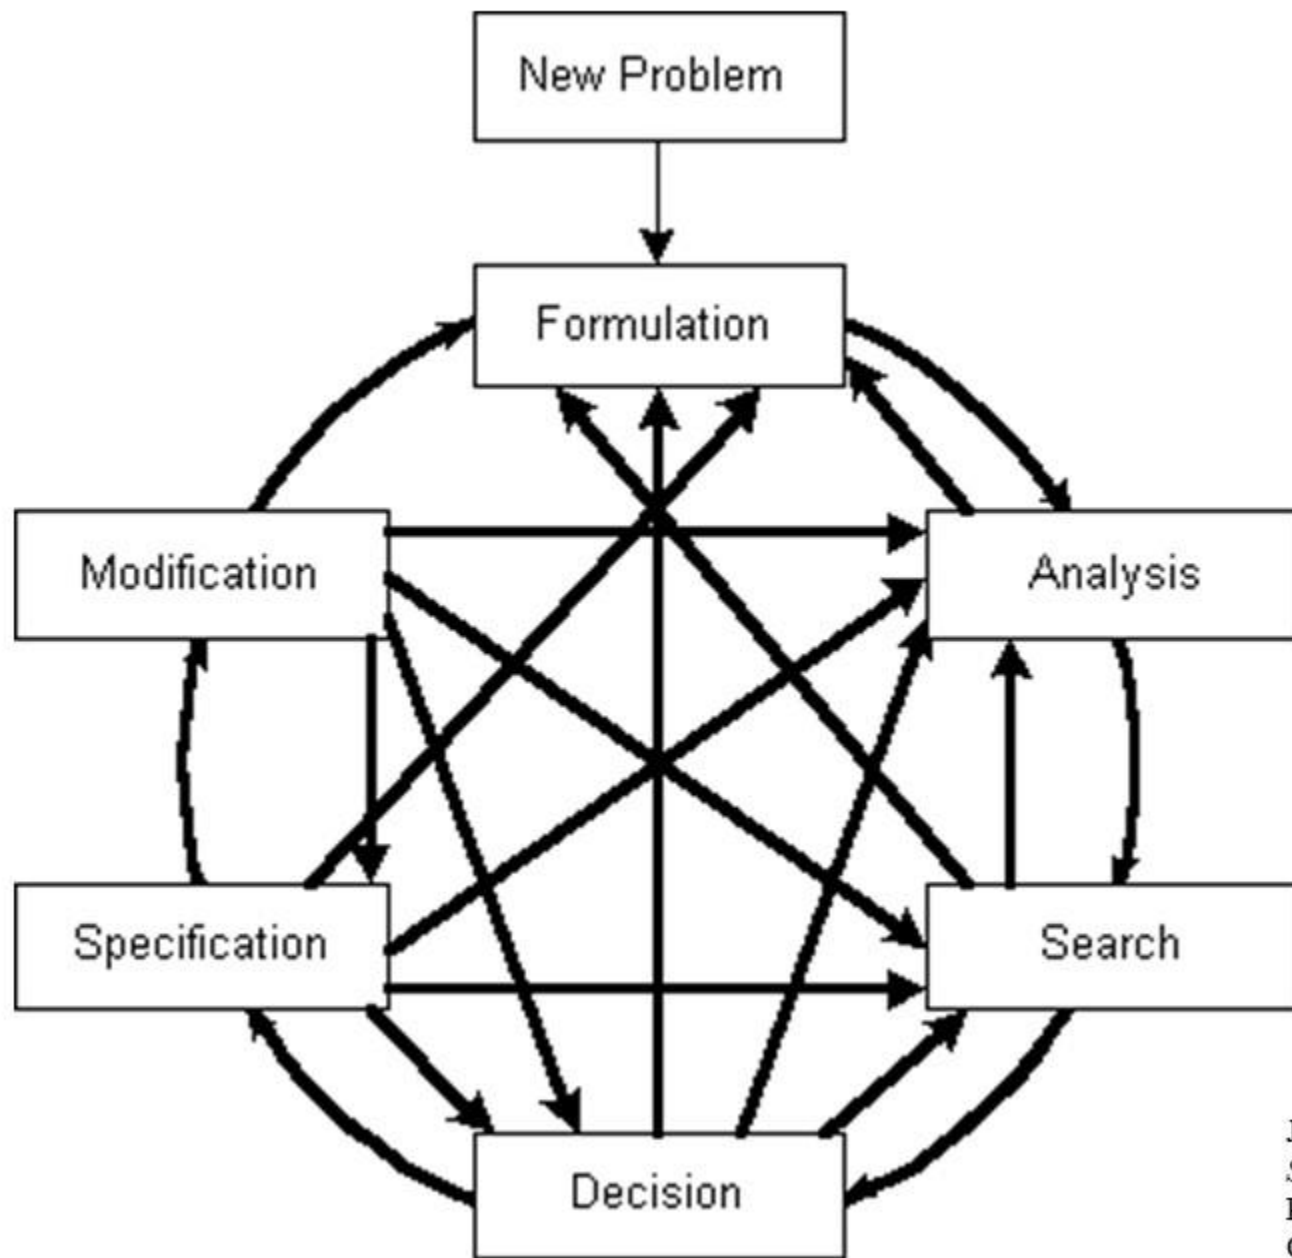 New Problem
Formulation
Modification
Analysis
Specification
Search
Decision